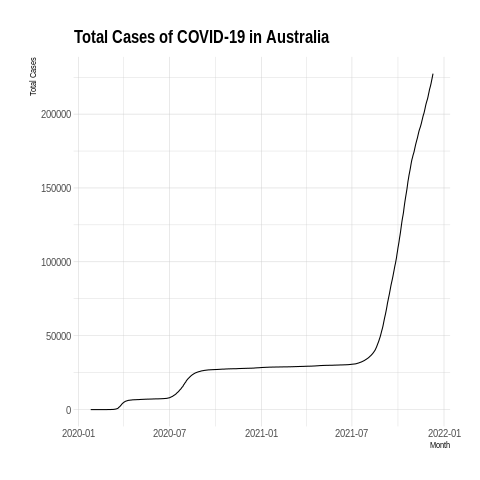 Total Cases of COVID-19 in Australia
Total Cases
200000
150000
100000
50000
0
2020-01 2020-07 2021-01 2021-07 2022-01
Month